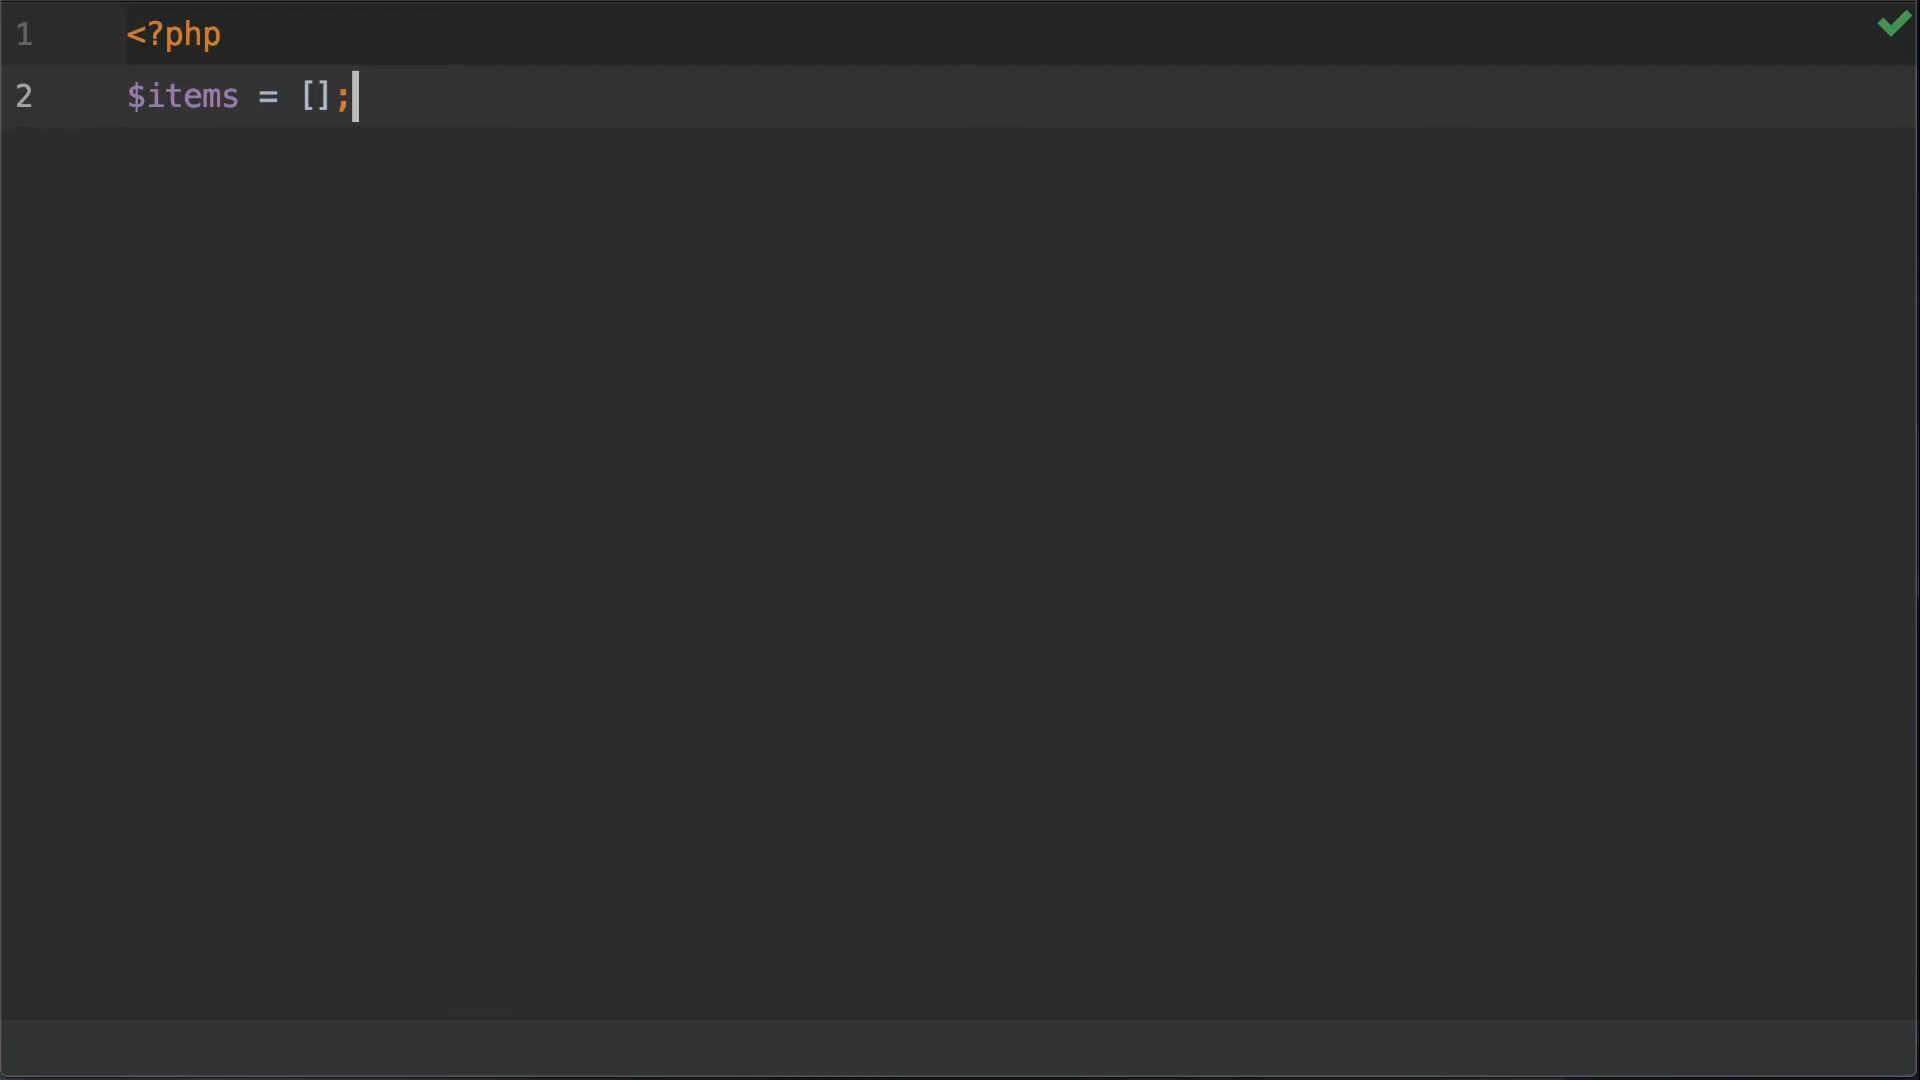 1 <?php
2 $items = [];